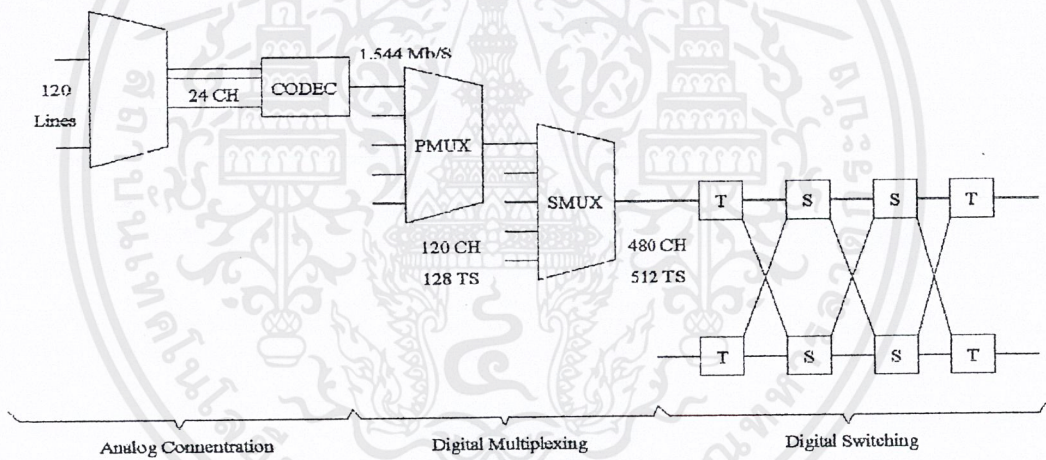 120
Lines
24 CH
CODEC
1.544 Mb/S
PMUX
120 CH
128 TS
SMUX
480 CH
512 TS
T S S T
T S S T
Analog Connentration
Digital Multiplexing
Digital Switching